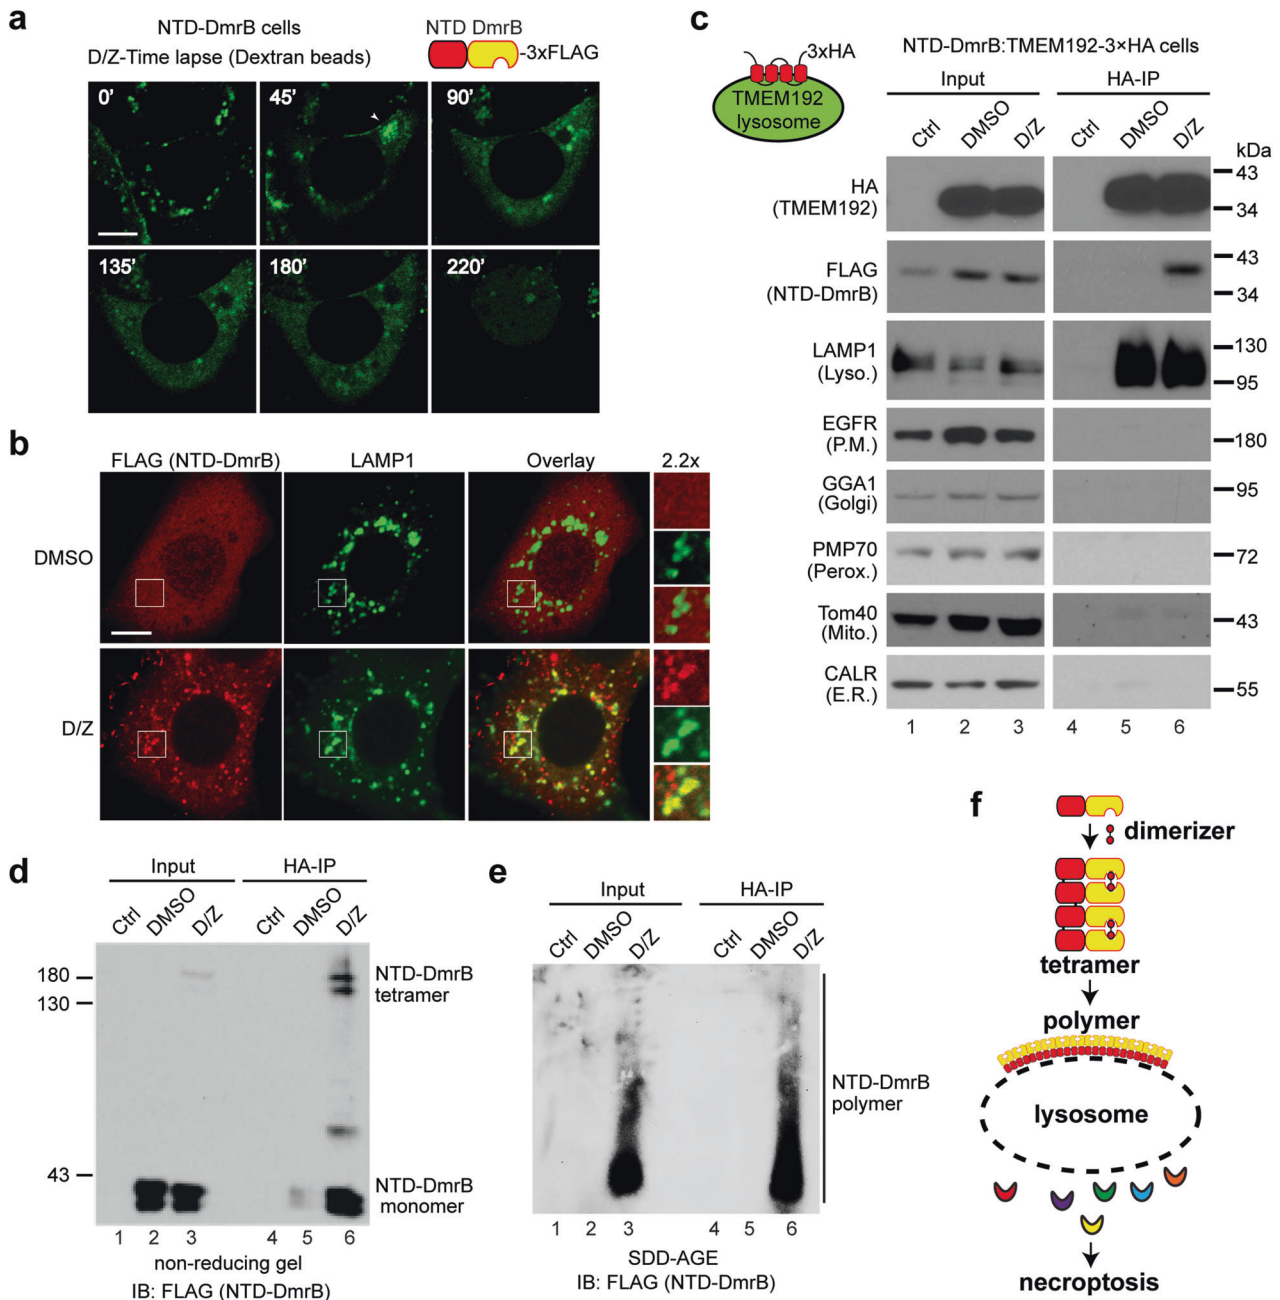 a
NTD-DmrB cells
D/Z-Time lapse (Dextran beads)
NTD DmrB
-3xFLAG
0’
45’
90’
135’
180’
220’
b
FLAG (NTD-DmrB)
LAMP1
Overlay
2.2x
DMSO
D/Z
c
3xHA
TMEM192
lysosome
NTD-DmrB:TMEM192-3×HA cells
Input
HA-IP
Ctrl
DMSO
D/Z
Ctrl
DMSO
D/Z
kDa
HA
(TMEM192)
43
34
FLAG
(NTD-DmrB)
43
34
LAMP1
(Lyso.)
130
95
EGFR
(P.M.)
180
GGA1
(Golgi)
95
PMP70
(Perox.)
72
Tom40
(Mito.)
43
CALR
(E.R.)
55
1 2 3 4 5 6
d
Input
HA-IP
Ctrl
DMSO
D/Z
Ctrl
DMSO
D/Z
180
130
43
NTD-DmrB
tetramer
NTD-DmrB
monomer
1 2 3 4 5 6
non-reducing gel
IB: FLAG (NTD-DmrB)
e
Input
HA-IP
Ctrl
DMSO
D/Z
Ctrl
DMSO
D/Z
NTD-DmrB
polymer
1 2 3 4 5 6
SDD-AGE
IB: FLAG (NTD-DmrB)
f
dimerizer
tetramer
polymer
lysosome
necroptosis